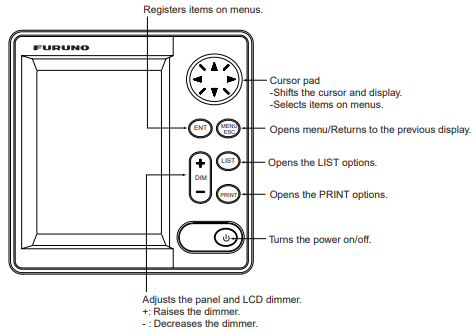 Registers items on menus.
FURUNO
Cursor pad
-Shifts the cursor and display.
-Selects items on menus.
ENT
MENU
ESC
Opens menu/Returns to the previous display.
+
DIM
−
LIST
Opens the LIST options.
PRINT
Opens the PRINT options.
Turns the power on/off.
Adjusts the panel and LCD dimmer.
+: Raises the dimmer.
- : Decreases the dimmer.